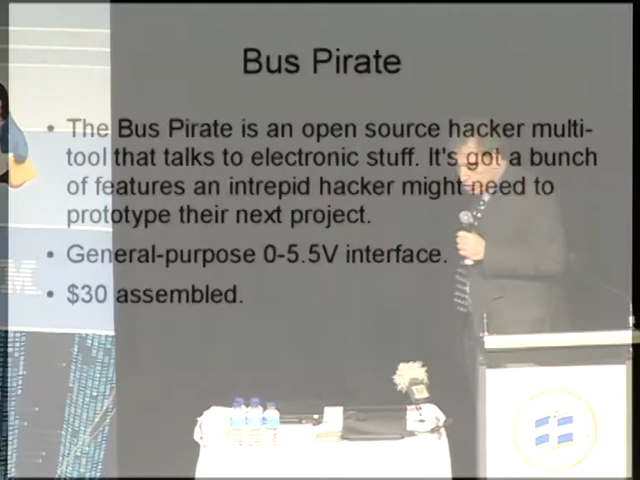 Bus Pirate
• The Bus Pirate is an open source hacker multi-
tool that talks to electronic stuff. It's got a bunch
of features an intrepid hacker might need to
prototype their next project.
• General-purpose 0-5.5V interface.
• $30 assembled.